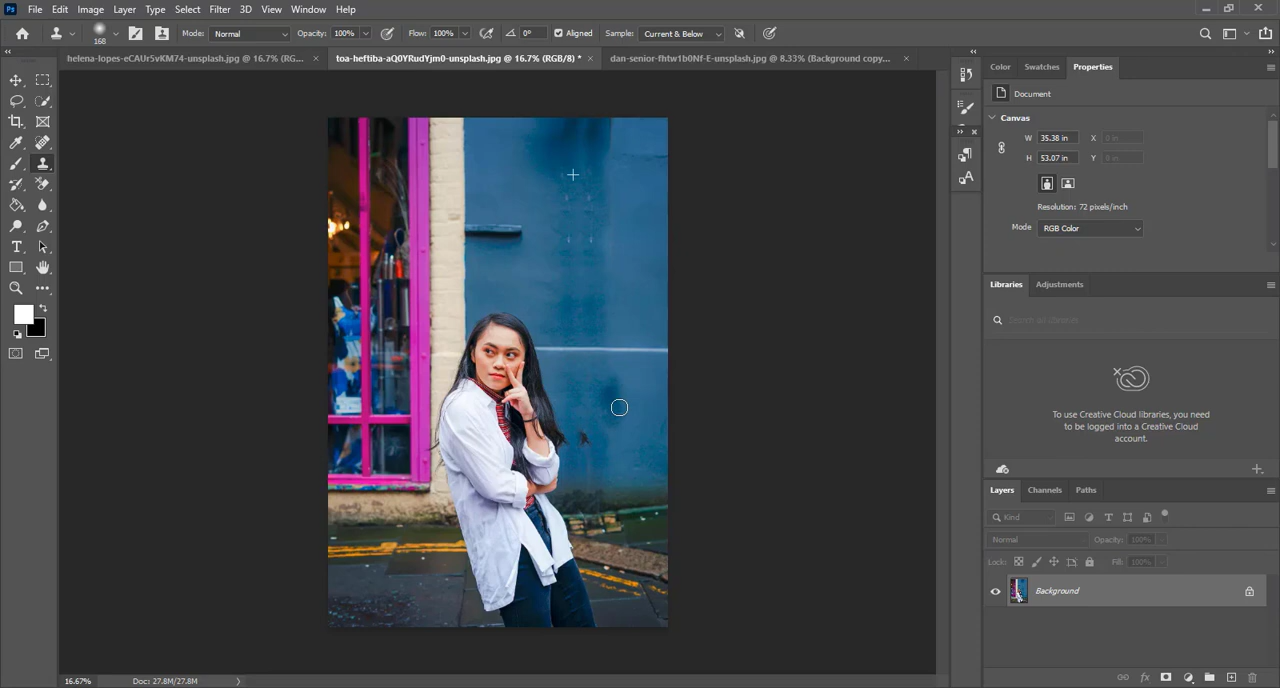 Ps File Edit Image Layer Type Select Filter 3D View Window Help
168 Mode: Normal Opacity: 100% Flow: 100% 0° Aligned Sample: Current & Below
helena-lopes-eCAUr5vKM74-unsplash.jpg @ 16.7% (RG... × toa-heftiba-aQ0YRudYjm0-unsplash.jpg @ 16.7% (RGB/8) * × dan-senior-fhtw1b0Nf-E-unsplash.jpg @ 8.33% (Background copy... ×
Color Swatches Properties
Document
Canvas
W 35.38 in X 0 in
H 53.07 in Y 0 in
Resolution: 72 pixels/inch
Mode RGB Color
Libraries Adjustments
Search all libraries
To use Creative Cloud libraries, you
need to be logged into a Creative Cloud
account.
Layers Channels Paths
Kind
Normal Opacity: 100%
Lock: Fill: 100%
Background
fx
16.67% Doc: 27.8M/27.8M